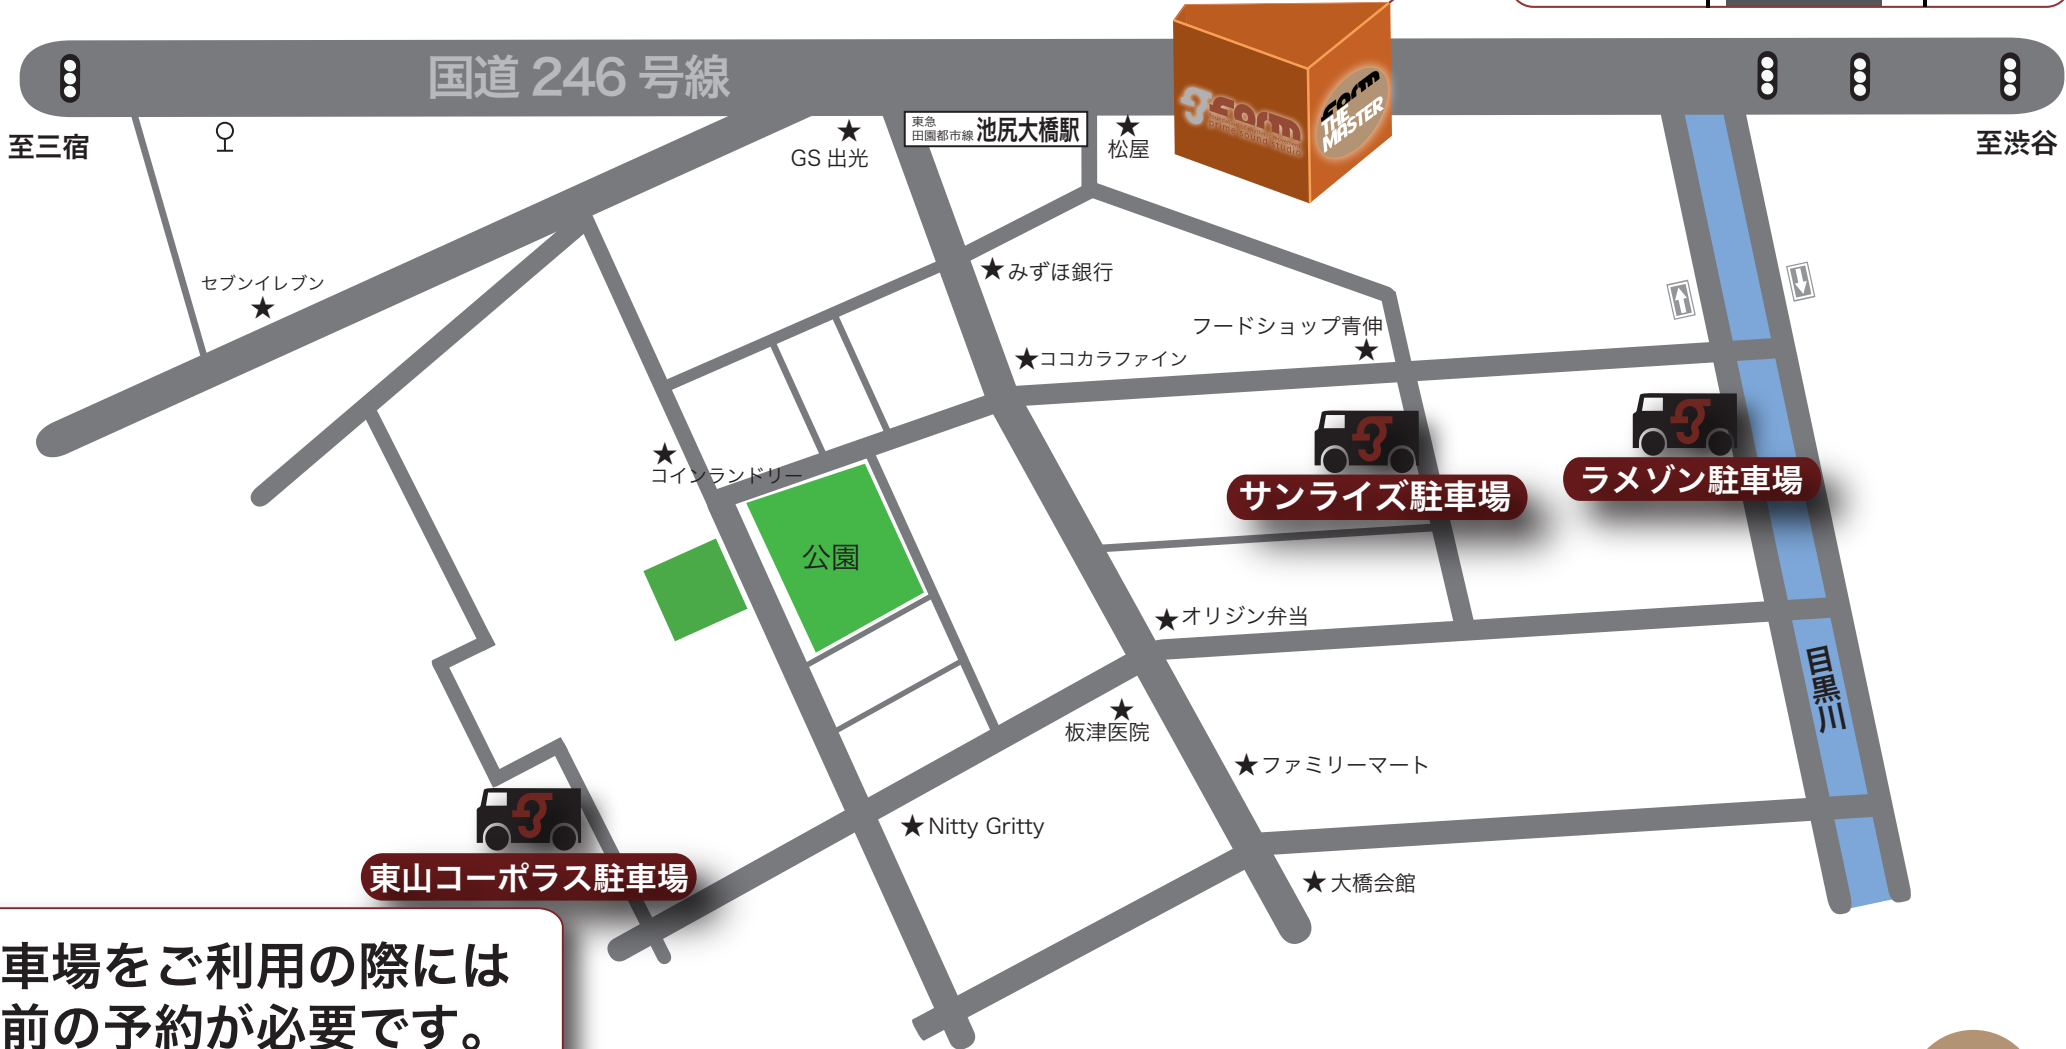 国道 246 号線
至三宿
至渋谷
GS 出光
東急
田園都市線 池尻大橋駅
松屋
form
prime sound studio
form
THE
MASTER
セブンイレブン
みずほ銀行
フードショップ青伸
ココカラファイン
コインランドリー
サンライズ駐車場
ラメゾン駐車場
公園
オリジン弁当
目黒川
板津医院
ファミリーマート
Nitty Gritty
大橋会館
東山コーポラス駐車場
車場をご利用の際には
前の予約が必要です。